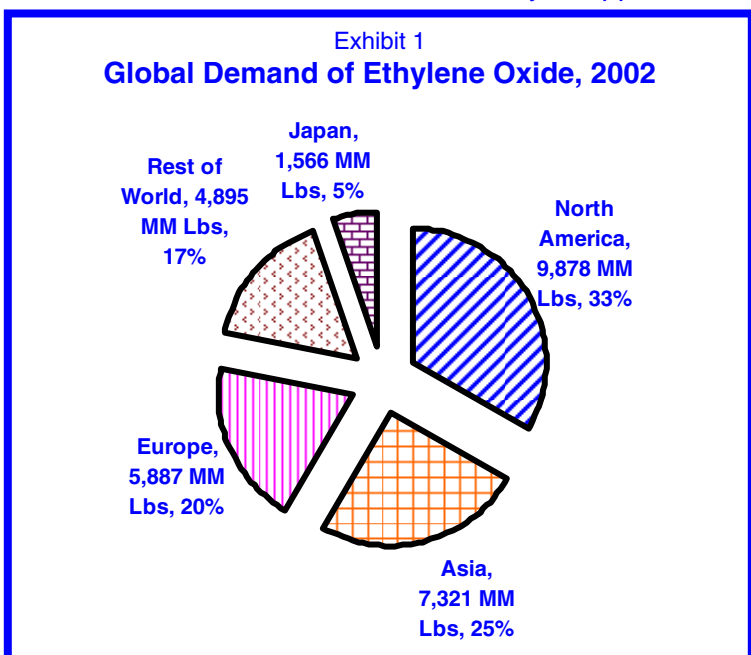 Exhibit 1
Global Demand of Ethylene Oxide, 2002
Japan,
1,566 MM
Lbs, 5%
Rest of
World, 4,895
MM Lbs,
17%
North
America,
9,878 MM
Lbs, 33%
Europe,
5,887 MM
Lbs, 20%
Asia,
7,321 MM
Lbs, 25%